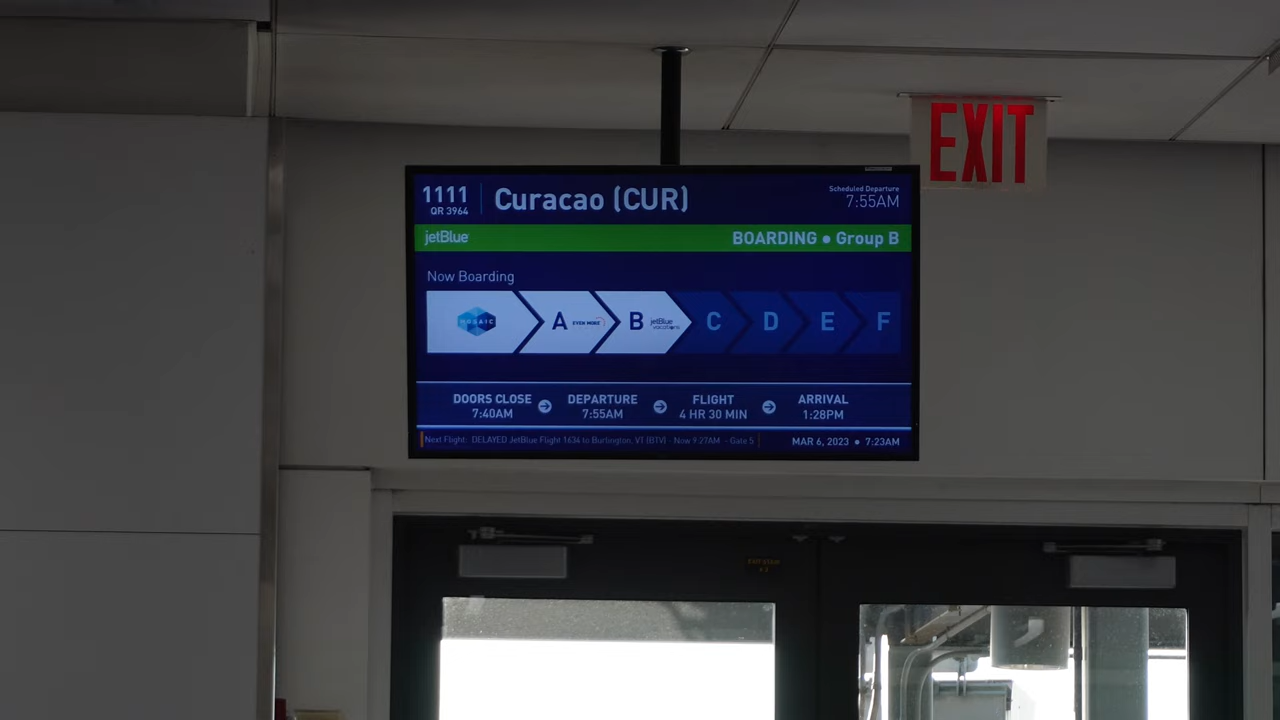 EXIT
1111
QR 3964
Curacao (CUR)
Scheduled Departure
7:55AM
jetBlue
BOARDING • Group B
Now Boarding
MOSAIC
A EVEN MORE
B jetBlue vacations
C
D
E
F
DOORS CLOSE
7:40AM
DEPARTURE
7:55AM
FLIGHT
4 HR 30 MIN
ARRIVAL
1:28PM
Next Flight: DELAYED JetBlue Flight 1634 to Burlington, VT (BTV) - Now 9:27AM - Gate 5
MAR 6, 2023 • 7:23AM